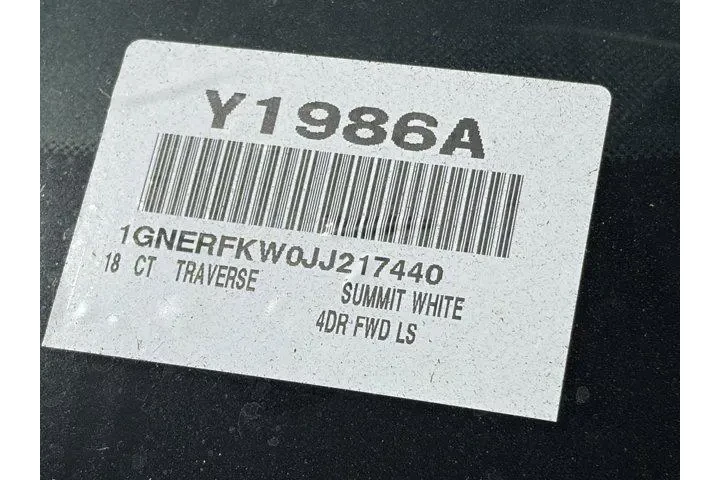 Y1986A
1GNERFKW0JJ217440
18 CT TRAVERSE SUMMIT WHITE
4DR FWD LS